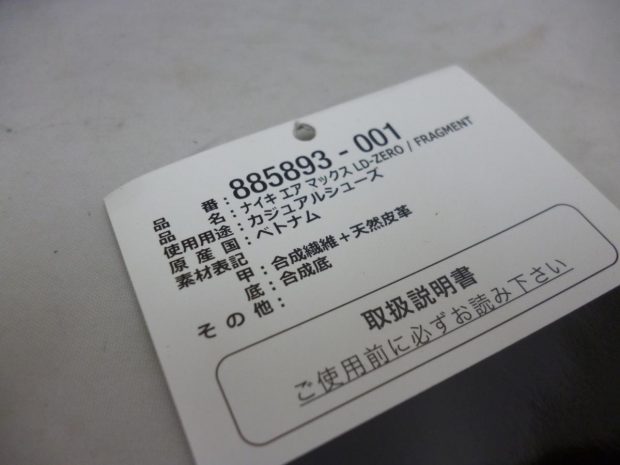 品番：885893-001
品名：ナイキ エア マックス LD-ZERO / FRAGMENT
使用用途：カジュアルシューズ
原産国：ベトナム
素材表記
甲：合成繊維+天然皮革
底：合成底
その他：
取扱説明書
ご使用前に必ずお読み下さい